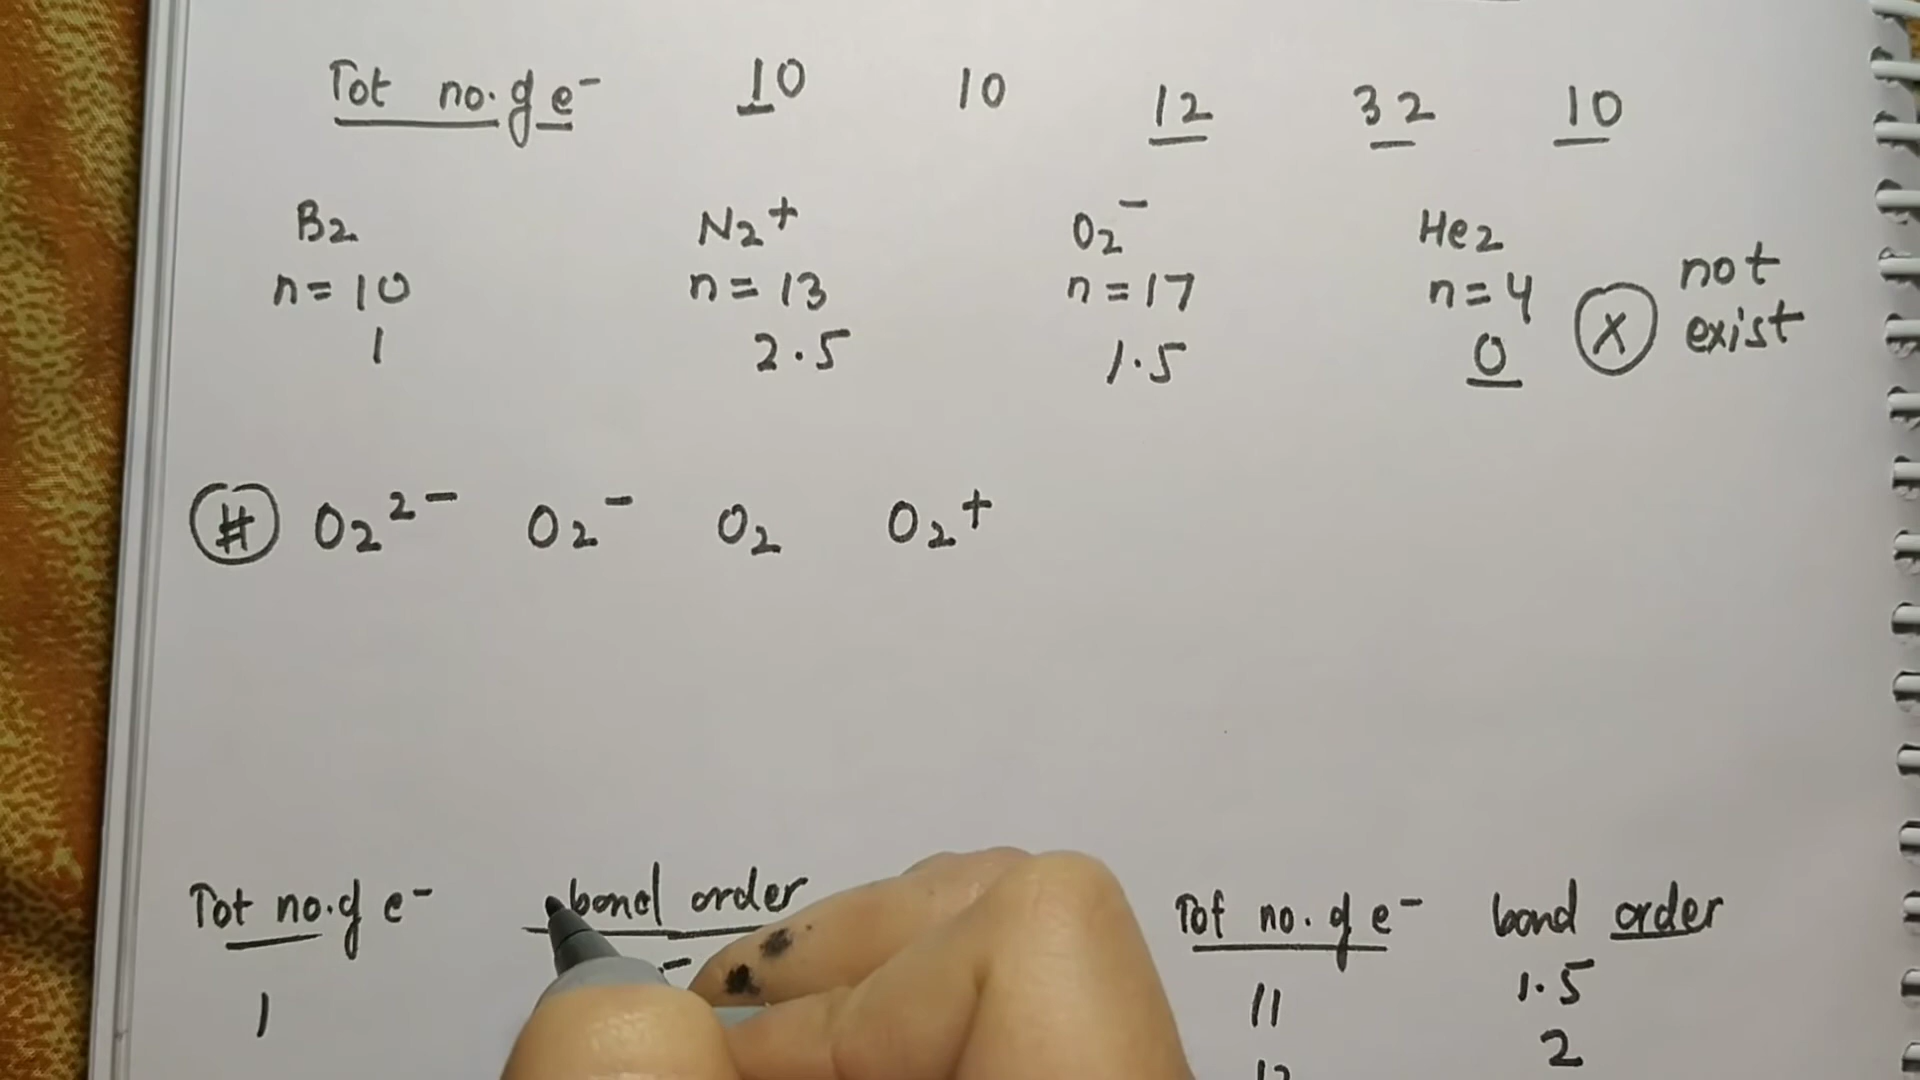 Tot no. of e⁻ 10 10 12 32 10
B₂ N₂⁺ O₂⁻ He₂
n = 10 n = 13 n = 17 n = 4 (X) not exist
1 2.5 1.5 0
(#) O₂²⁻ O₂⁻ O₂ O₂⁺
Tot no. of e⁻ bond order Tot no. of e⁻ bond order
1 11 1.5
12 2